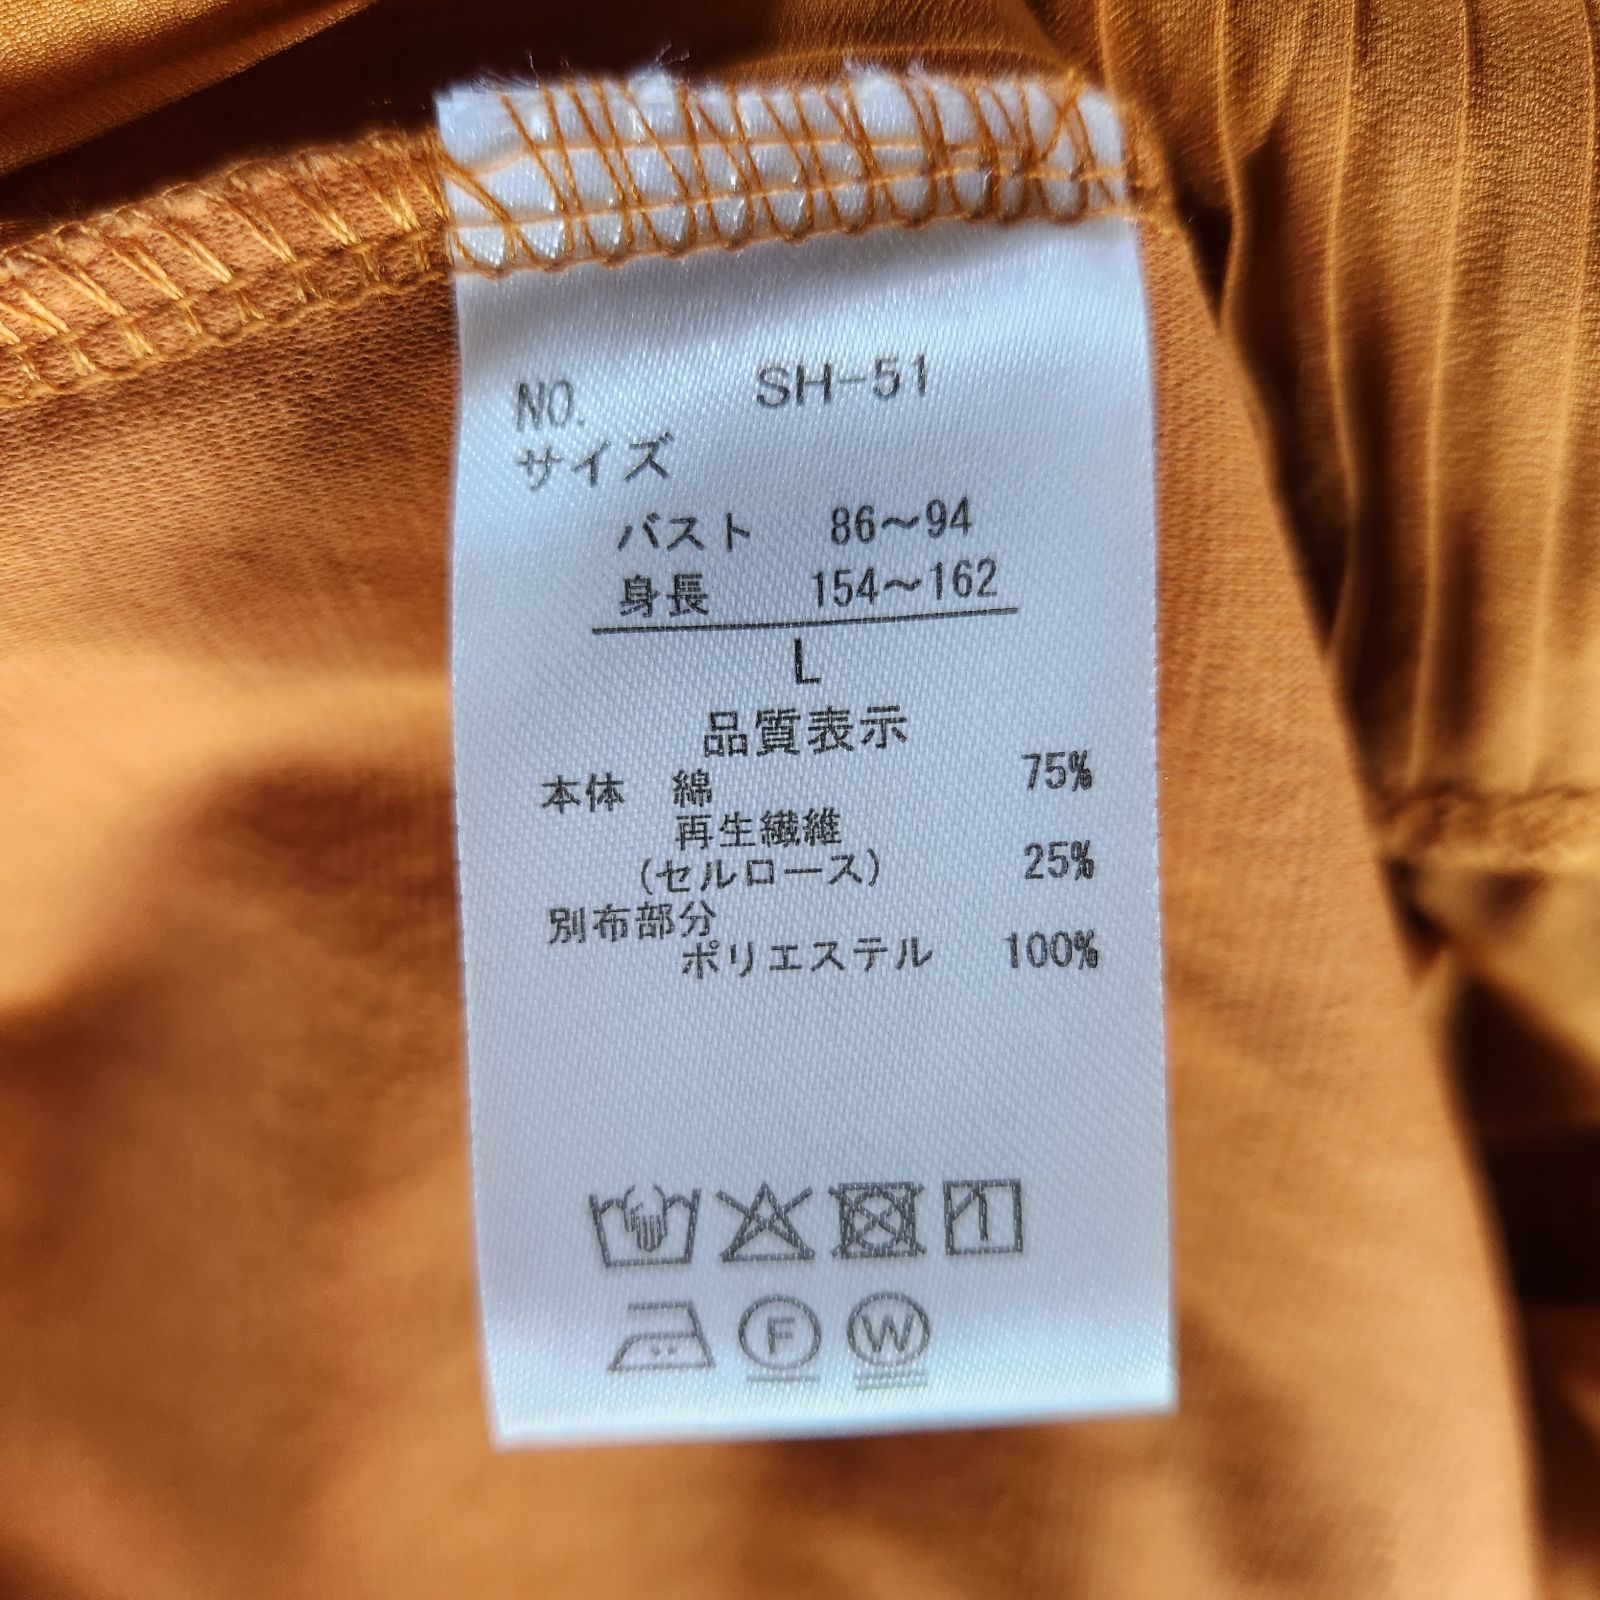 NO. SH-51
サイズ
バスト 86～94
身長 154～162
L
品質表示
本体 綿 75%
再生繊維
(セルロース) 25%
別布部分
ポリエステル 100%
F W